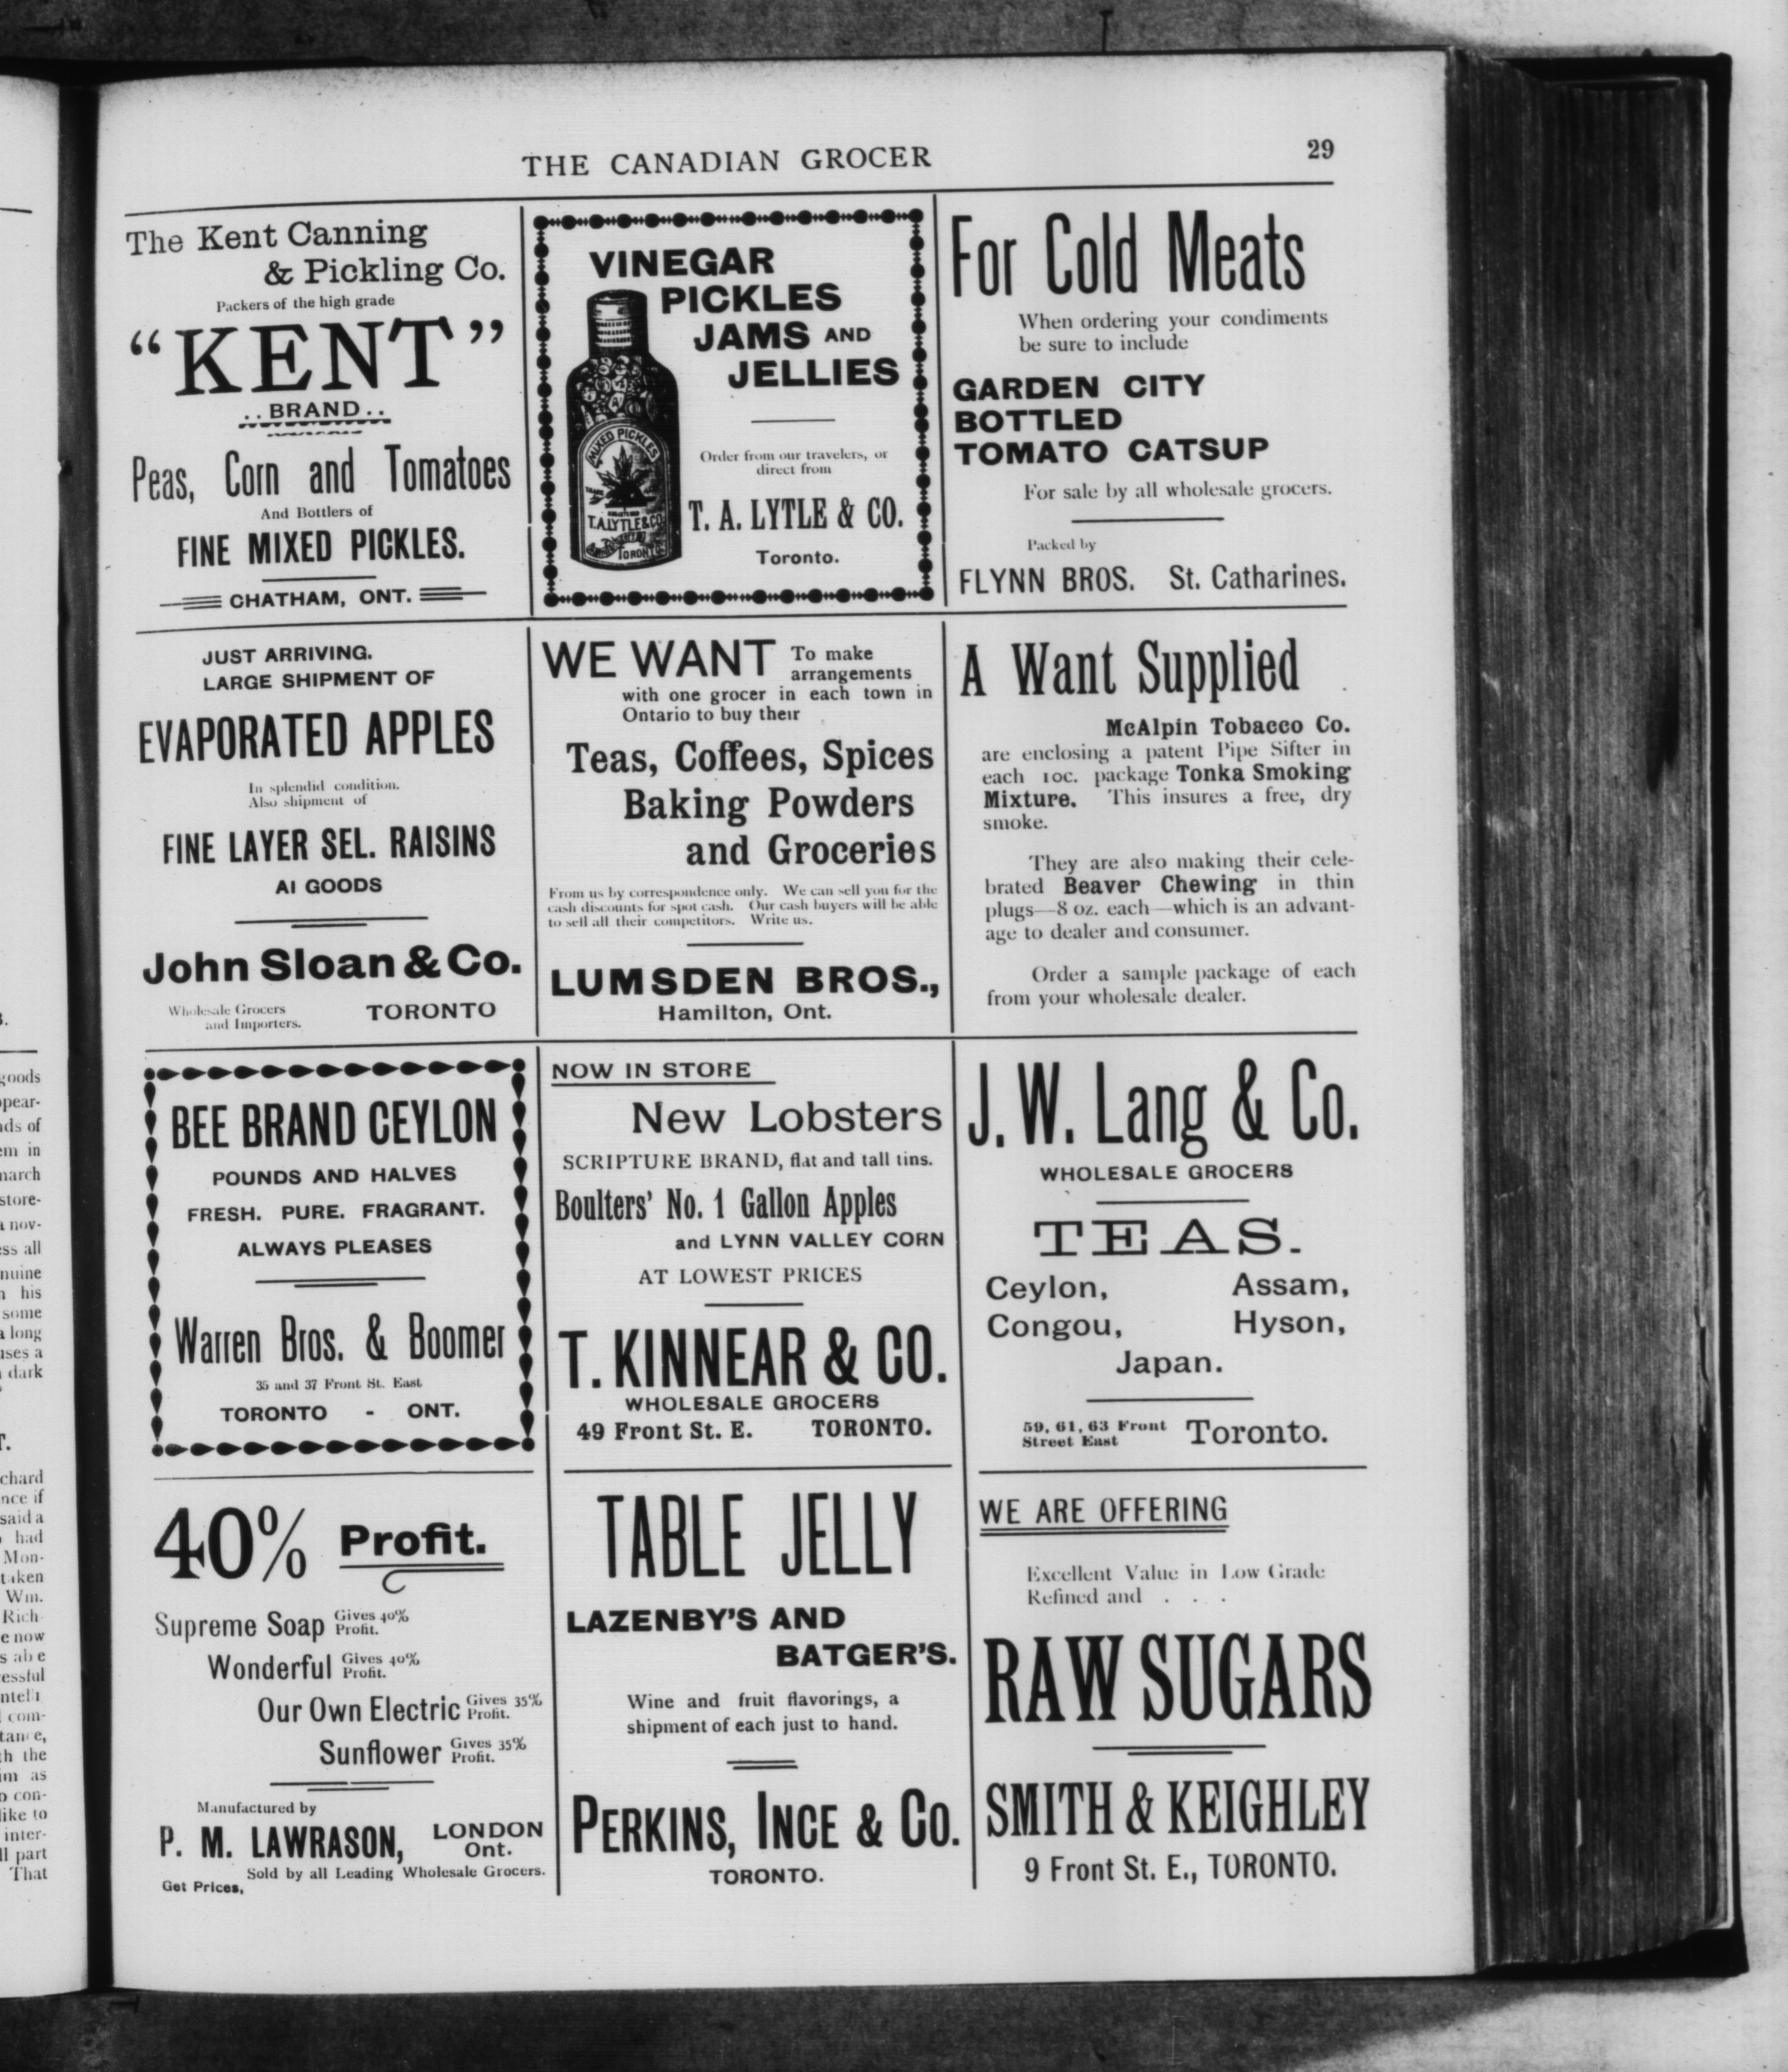 THE CANADIAN GROCER
29
The Kent Canning
& Pickling Co.
Packers of the high grade
"KENT"
..BRAND..
Peas, Corn and Tomatoes
And Bottlers of
FINE MIXED PICKLES.
CHATHAM, ONT.
VINEGAR
PICKLES
JAMS AND
JELLIES
MIXED PICKLES
T.A.LYTLE & CO
TORONTO
Order from our travelers, or
direct from
T. A. LYTLE & CO.
Toronto.
For Cold Meats
When ordering your condiments
be sure to include
GARDEN CITY
BOTTLED
TOMATO CATSUP
For sale by all wholesale grocers.
Packed by
FLYNN BROS. St. Catharines.
JUST ARRIVING.
LARGE SHIPMENT OF
EVAPORATED APPLES
In splendid condition.
Also shipment of
FINE LAYER SEL. RAISINS
A1 GOODS
John Sloan & Co.
Wholesale Grocers
and Importers.
TORONTO
WE WANT To make
arrangements
with one grocer in each town in
Ontario to buy their
Teas, Coffees, Spices
Baking Powders
and Groceries
From us by correspondence only. We can sell you for the
cash discounts for spot cash. Our cash buyers will be able
to sell all their competitors. Write us.
LUMSDEN BROS.,
Hamilton, Ont.
A Want Supplied
McAlpin Tobacco Co.
are enclosing a patent Pipe Sifter in
each 10c. package Tonka Smoking
Mixture. This insures a free, dry
smoke.
They are also making their cele-
brated Beaver Chewing in thin
plugs—8 oz. each—which is an advant-
age to dealer and consumer.
Order a sample package of each
from your wholesale dealer.
BEE BRAND CEYLON
POUNDS AND HALVES
FRESH. PURE. FRAGRANT.
ALWAYS PLEASES
Warren Bros. & Boomer
35 and 37 Front St. East
TORONTO - ONT.
NOW IN STORE
New Lobsters
SCRIPTURE BRAND, flat and tall tins.
Boulters' No. 1 Gallon Apples
and LYNN VALLEY CORN
AT LOWEST PRICES
T. KINNEAR & CO.
WHOLESALE GROCERS
49 Front St. E. TORONTO.
J. W. Lang & Co.
WHOLESALE GROCERS
TEAS.
Ceylon, Assam,
Congou, Hyson,
Japan.
59, 61, 63 Front
Street East
Toronto.
40% Profit.
Supreme Soap Gives 40%
Profit.
Wonderful Gives 40%
Profit.
Our Own Electric Gives 35%
Profit.
Sunflower Gives 35%
Profit.
Manufactured by
P. M. LAWRASON, LONDON
Ont.
Sold by all Leading Wholesale Grocers.
Get Prices,
TABLE JELLY
LAZENBY'S AND
BATGER'S.
Wine and fruit flavorings, a
shipment of each just to hand.
PERKINS, INCE & CO.
TORONTO.
WE ARE OFFERING
Excellent Value in Low Grade
Refined and . . .
RAW SUGARS
SMITH & KEIGHLEY
9 Front St. E., TORONTO.